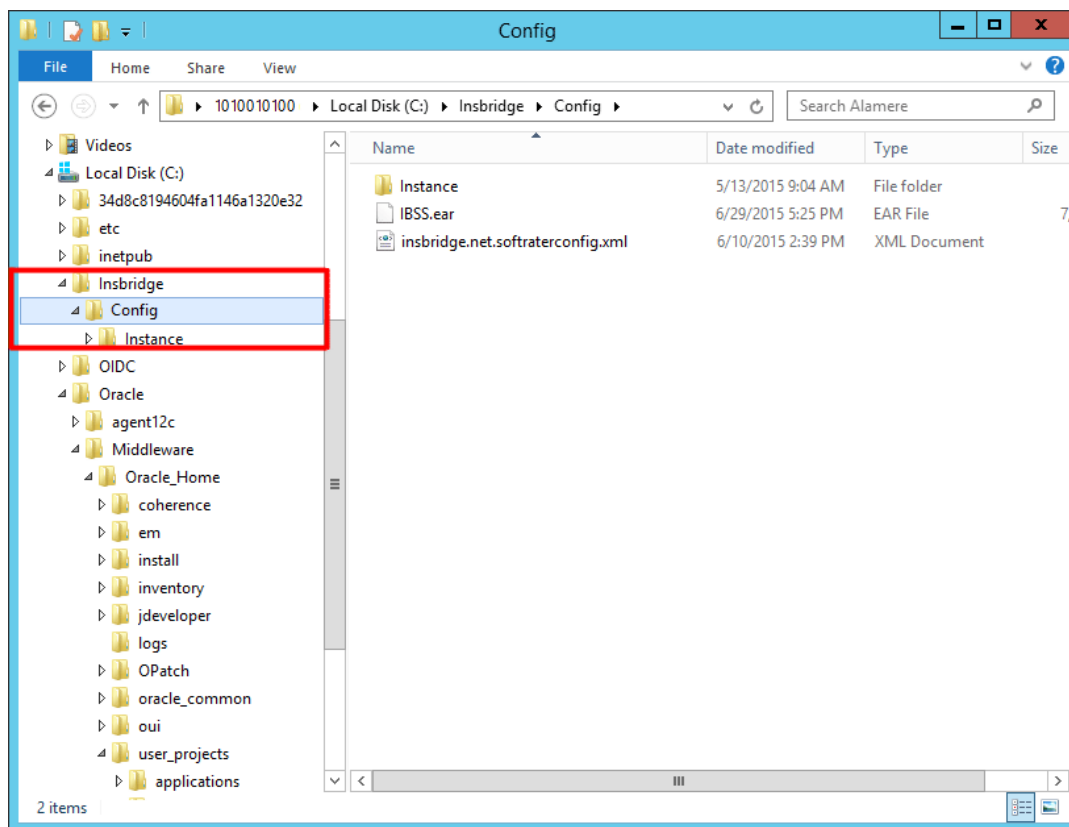 Config
File Home Share View
1010010100 Local Disk (C:) Insbridge Config
Search Alamere
Name Date modified Type Size
Instance 5/13/2015 9:04 AM File folder
IBSS.ear 6/29/2015 5:25 PM EAR File 7,
insbridge.net.softraterconfig.xml 6/10/2015 2:39 PM XML Document
Videos
Local Disk (C:)
34d8c8194604fa1146a1320e32
etc
inetpub
Insbridge
Config
Instance
OIDC
Oracle
agent12c
Middleware
Oracle_Home
coherence
em
install
inventory
jdeveloper
logs
OPatch
oracle_common
oui
user_projects
applications
2 items